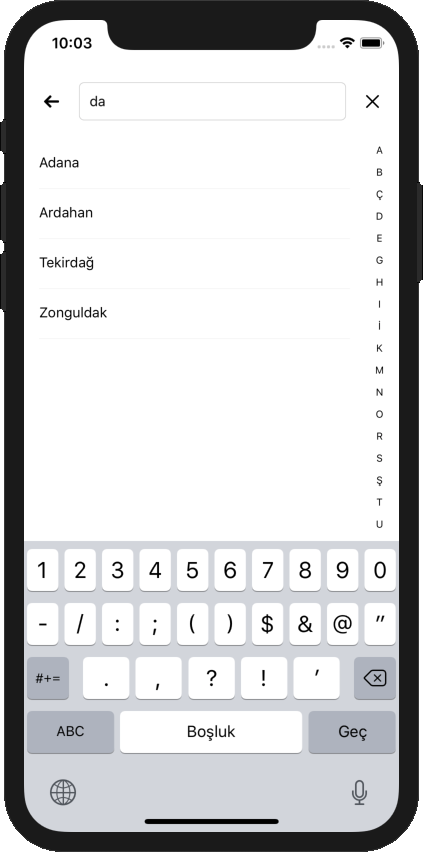 10:03
da
Adana
Ardahan
Tekirdağ
Zonguldak
A
B
Ç
D
E
G
H
I
İ
K
M
N
O
R
S
Ş
T
U
1 2 3 4 5 6 7 8 9 0
- / : ; ( ) $ & @ "
#+= . , ? ! '
ABC Boşluk Geç